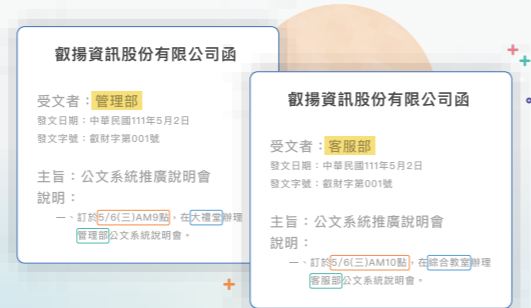 叡揚資訊股份有限公司函
受文者：管理部
發文日期：中華民國111年5月2日
發文字號：叡財字第001號
主旨：公文系統推廣說明會
說明：
一、訂於5/6(三)AM9點，在大禮堂辦理
管理部公文系統說明會。
叡揚資訊股份有限公司函
受文者：客服部
發文日期：中華民國111年5月2日
發文字號：叡財字第001號
主旨：公文系統推廣說明會
說明：
一、訂於5/6(三)AM10點，在綜合教室辦理
客服部公文系統說明會。